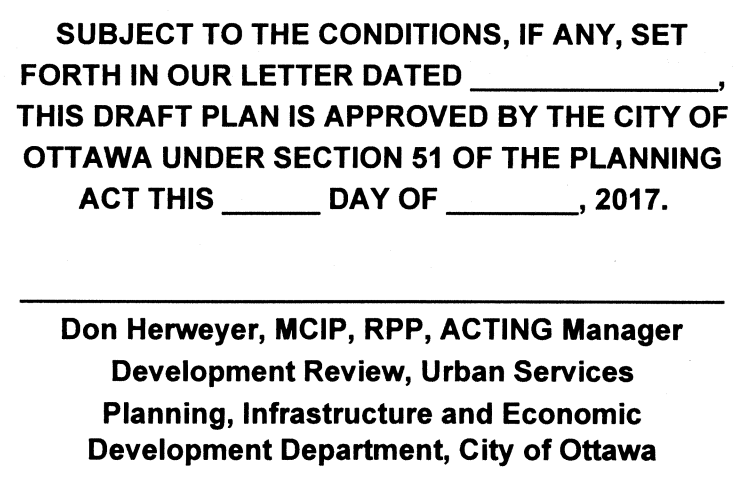 SUBJECT TO THE CONDITIONS, IF ANY, SET
FORTH IN OUR LETTER DATED _______________,
THIS DRAFT PLAN IS APPROVED BY THE CITY OF
OTTAWA UNDER SECTION 51 OF THE PLANNING
ACT THIS ______ DAY OF ________, 2017.
Don Herweyer, MCIP, RPP, ACTING Manager
Development Review, Urban Services
Planning, Infrastructure and Economic
Development Department, City of Ottawa